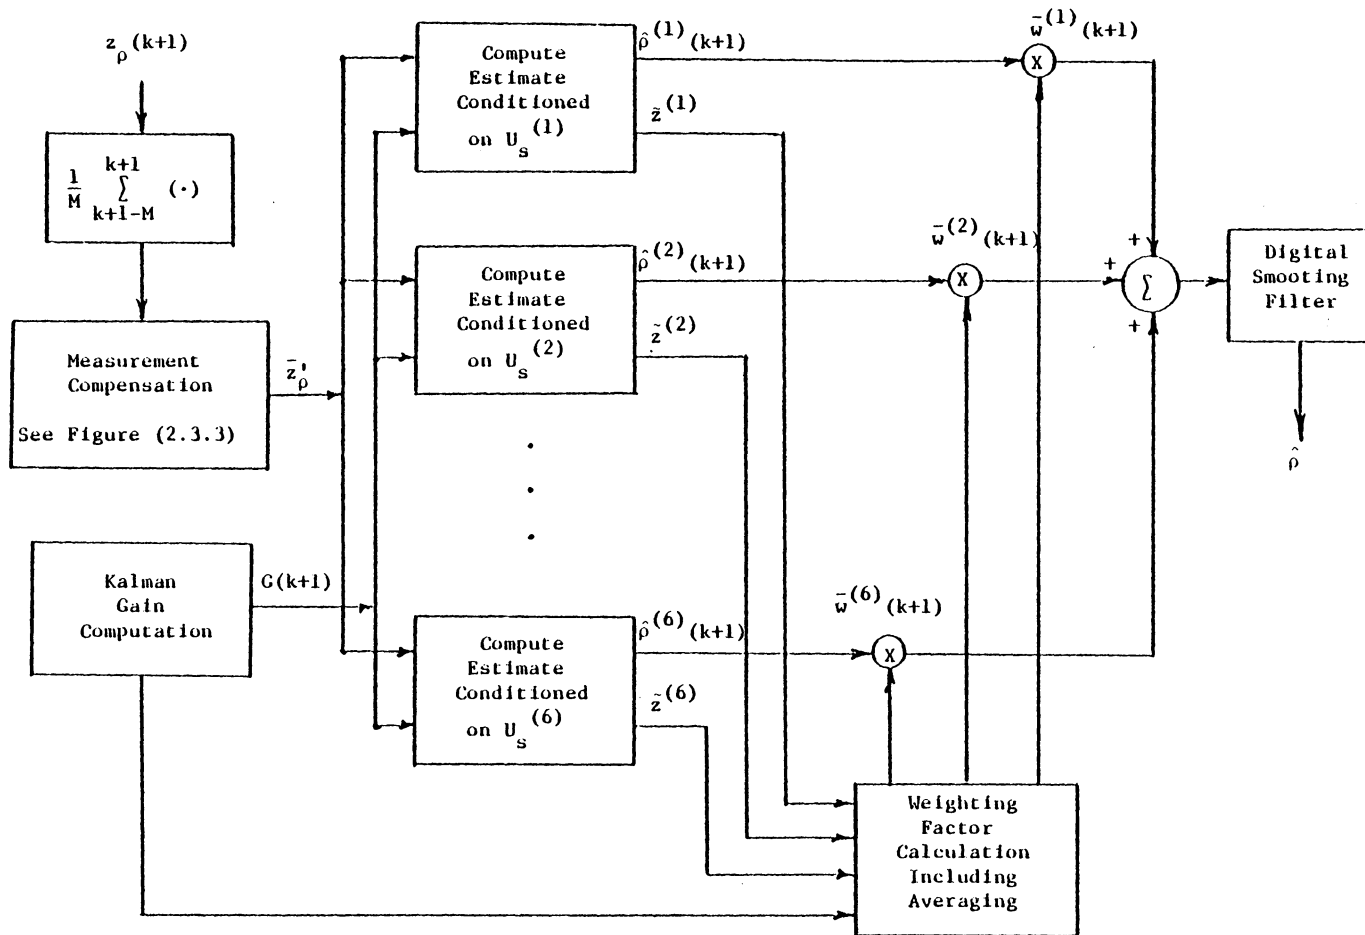 z_ρ(k+1)
1/M Σ_{k+1-M}^{k+1} (·)
Measurement
Compensation
See Figure (2.3.3)
z̄'_ρ
Kalman
Gain
Computation
G(k+1)
Compute
Estimate
Conditioned
on U_s^(1)
ρ̂^(1)(k+1)
z̃^(1)
Compute
Estimate
Conditioned
on U_s^(2)
ρ̂^(2)(k+1)
z̃^(2)
.
.
.
Compute
Estimate
Conditioned
on U_s^(6)
ρ̂^(6)(k+1)
z̃^(6)
w̄^(1)(k+1)
X
w̄^(2)(k+1)
X
w̄^(6)(k+1)
X
Weighting
Factor
Calculation
Including
Averaging
+
+
Σ
+
Digital
Smooting
Filter
ρ̂